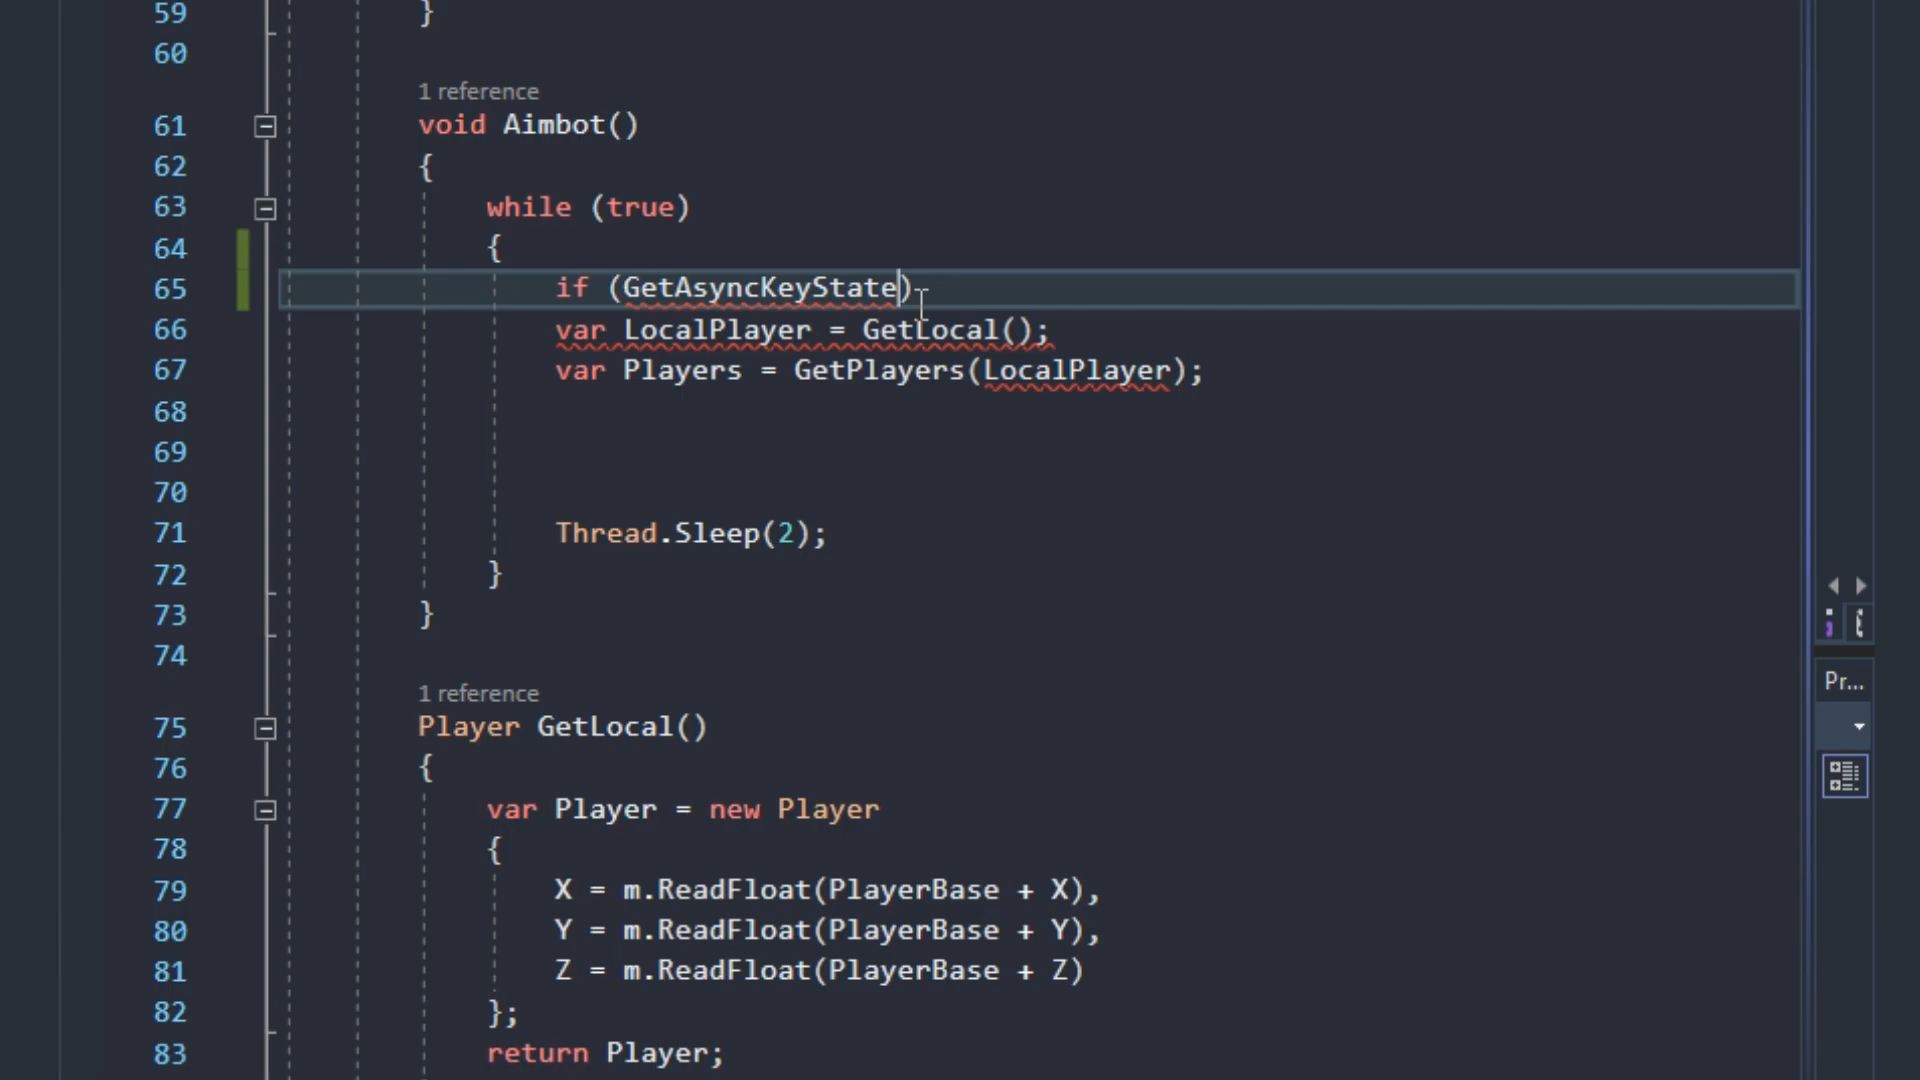 59 }
60
1 reference
61 void Aimbot()
62 {
63 while (true)
64 {
65 if (GetAsyncKeyState)
66 var LocalPlayer = GetLocal();
67 var Players = GetPlayers(LocalPlayer);
68
69
70
71 Thread.Sleep(2);
72 }
73 }
74
1 reference
75 Player GetLocal()
76 {
77 var Player = new Player
78 {
79 X = m.ReadFloat(PlayerBase + X),
80 Y = m.ReadFloat(PlayerBase + Y),
81 Z = m.ReadFloat(PlayerBase + Z)
82 };
83 return Player;
Pr...